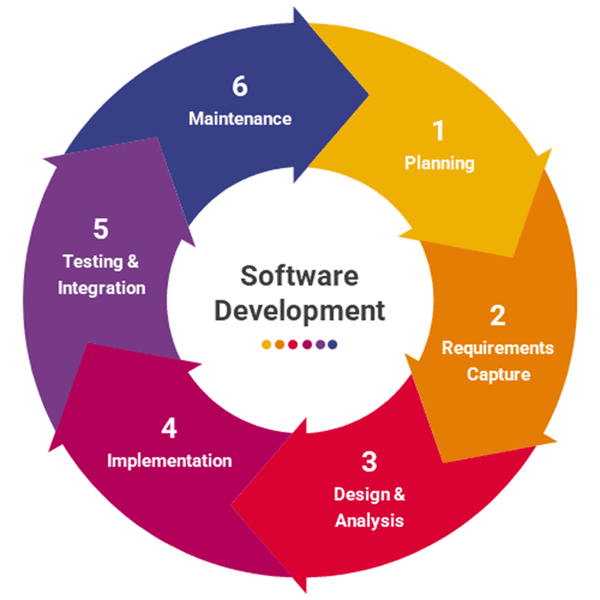 Software
Development
1
Planning
2
Requirements
Capture
3
Design &
Analysis
4
Implementation
5
Testing &
Integration
6
Maintenance